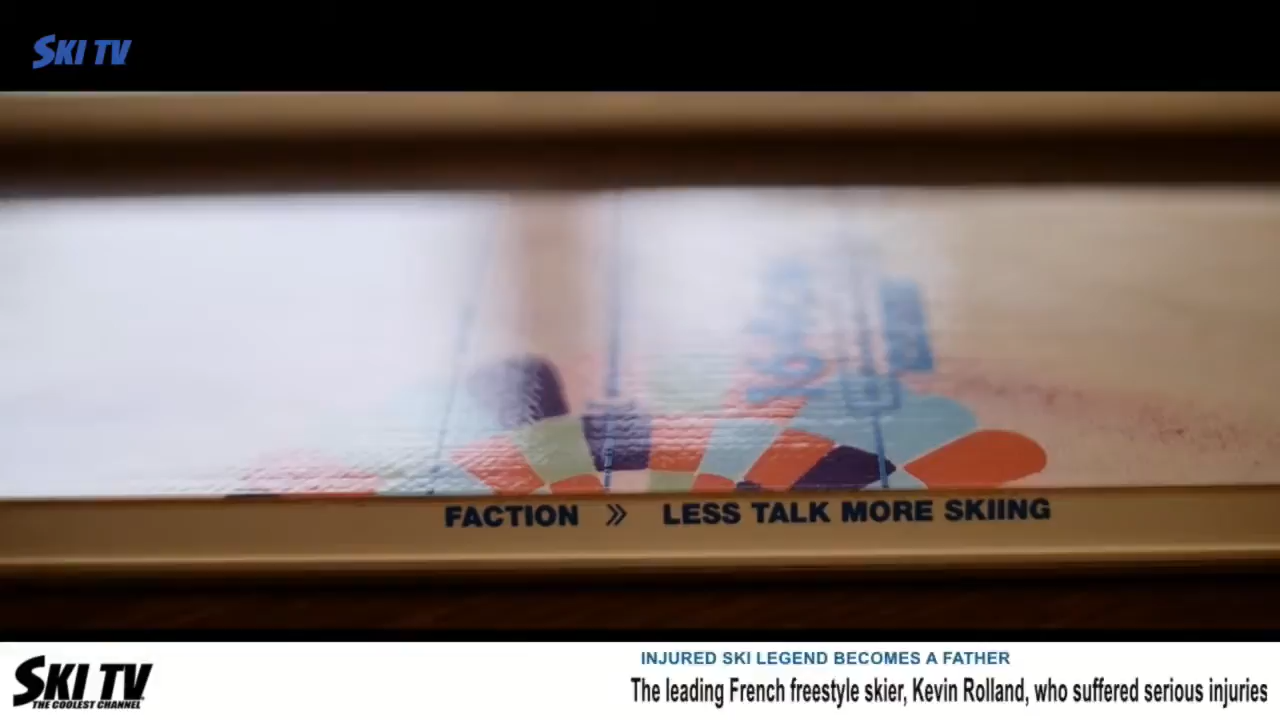 SKI TV
FACTION » LESS TALK MORE SKIING
INJURED SKI LEGEND BECOMES A FATHER
The leading French freestyle skier, Kevin Rolland, who suffered serious injuries
SKI TV
THE COOLEST CHANNEL